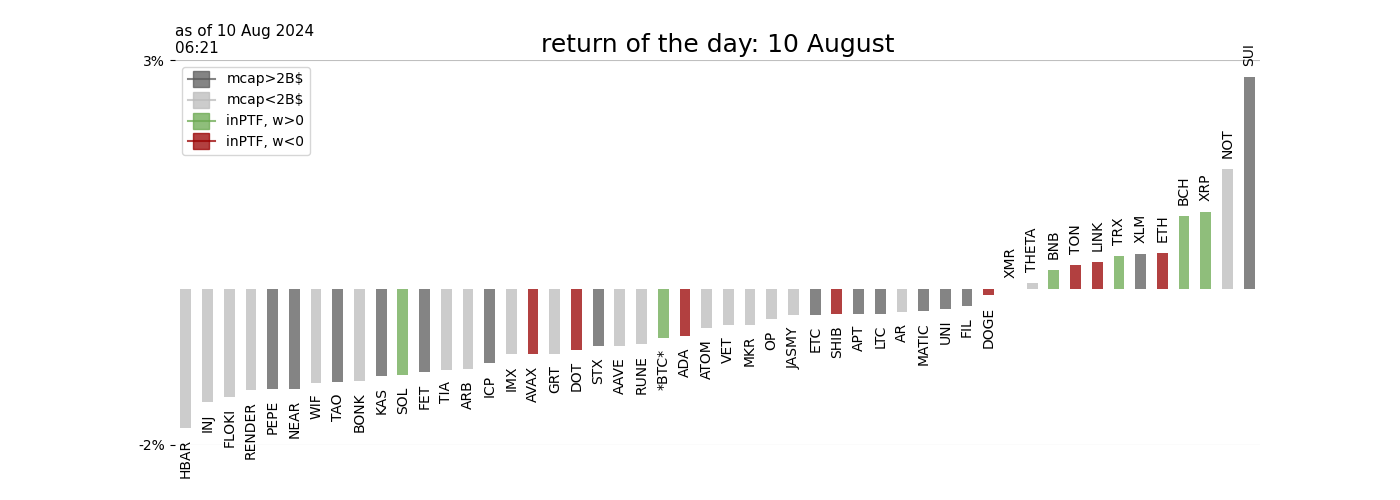 as of 10 Aug 2024
06:21
return of the day: 10 August
3%
-2%
mcap>2B$
mcap<2B$
inPTF, w>0
inPTF, w<0
HBAR
INJ
FLOKI
RENDER
PEPE
NEAR
WIF
TAO
BONK
KAS
SOL
FET
TIA
ARB
ICP
IMX
AVAX
GRT
DOT
STX
AAVE
RUNE
*BTC*
ADA
ATOM
VET
MKR
OP
JASMY
ETC
SHIB
APT
LTC
AR
MATIC
UNI
FIL
DOGE
XMR
THETA
BNB
TON
LINK
TRX
XLM
ETH
BCH
XRP
NOT
SUI